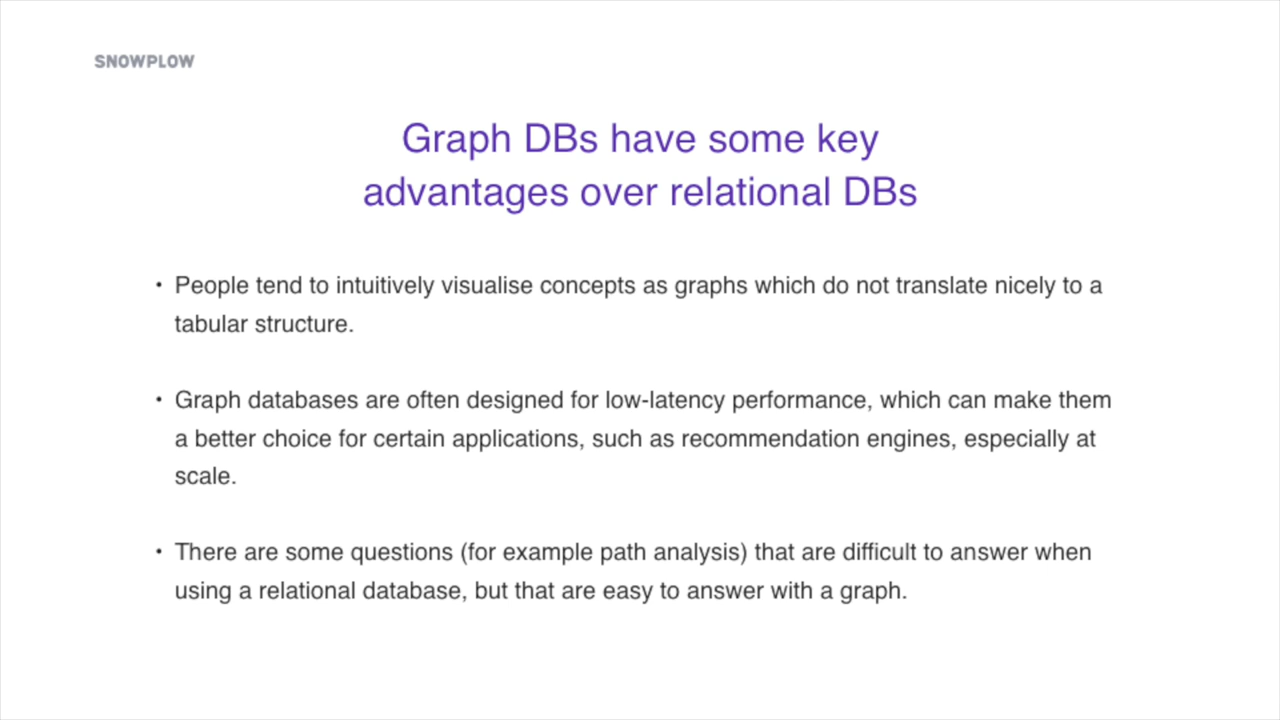 SNOWPLOW
Graph DBs have some key
advantages over relational DBs
• People tend to intuitively visualise concepts as graphs which do not translate nicely to a
tabular structure.
• Graph databases are often designed for low-latency performance, which can make them
a better choice for certain applications, such as recommendation engines, especially at
scale.
• There are some questions (for example path analysis) that are difficult to answer when
using a relational database, but that are easy to answer with a graph.